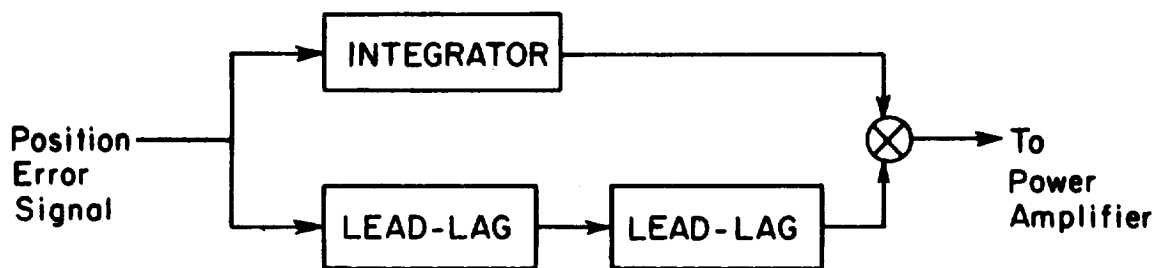 INTEGRATOR
Position
Error
Signal
LEAD-LAG
LEAD-LAG
To
Power
Amplifier